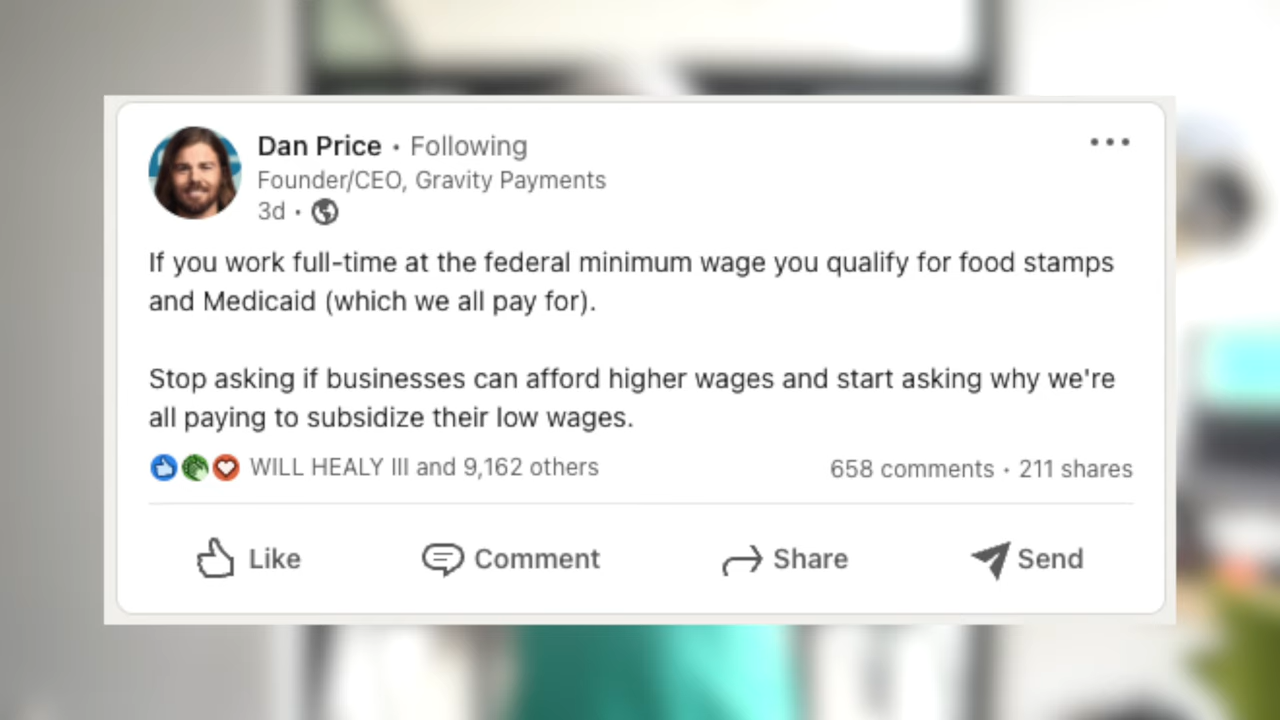 Dan Price • Following
Founder/CEO, Gravity Payments
3d •
If you work full-time at the federal minimum wage you qualify for food stamps
and Medicaid (which we all pay for).
Stop asking if businesses can afford higher wages and start asking why we're
all paying to subsidize their low wages.
WILL HEALY III and 9,162 others
658 comments • 211 shares
Like
Comment
Share
Send